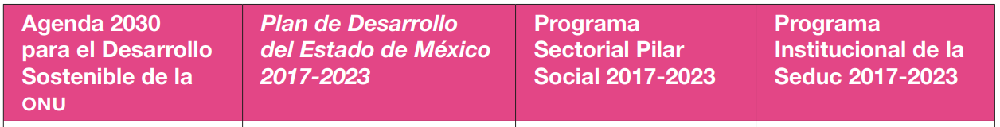 Agenda 2030
para el Desarrollo
Sostenible de la
ONU
Plan de Desarrollo
del Estado de México
2017-2023
Programa
Sectorial Pilar
Social 2017-2023
Programa
Institucional de la
Seduc 2017-2023